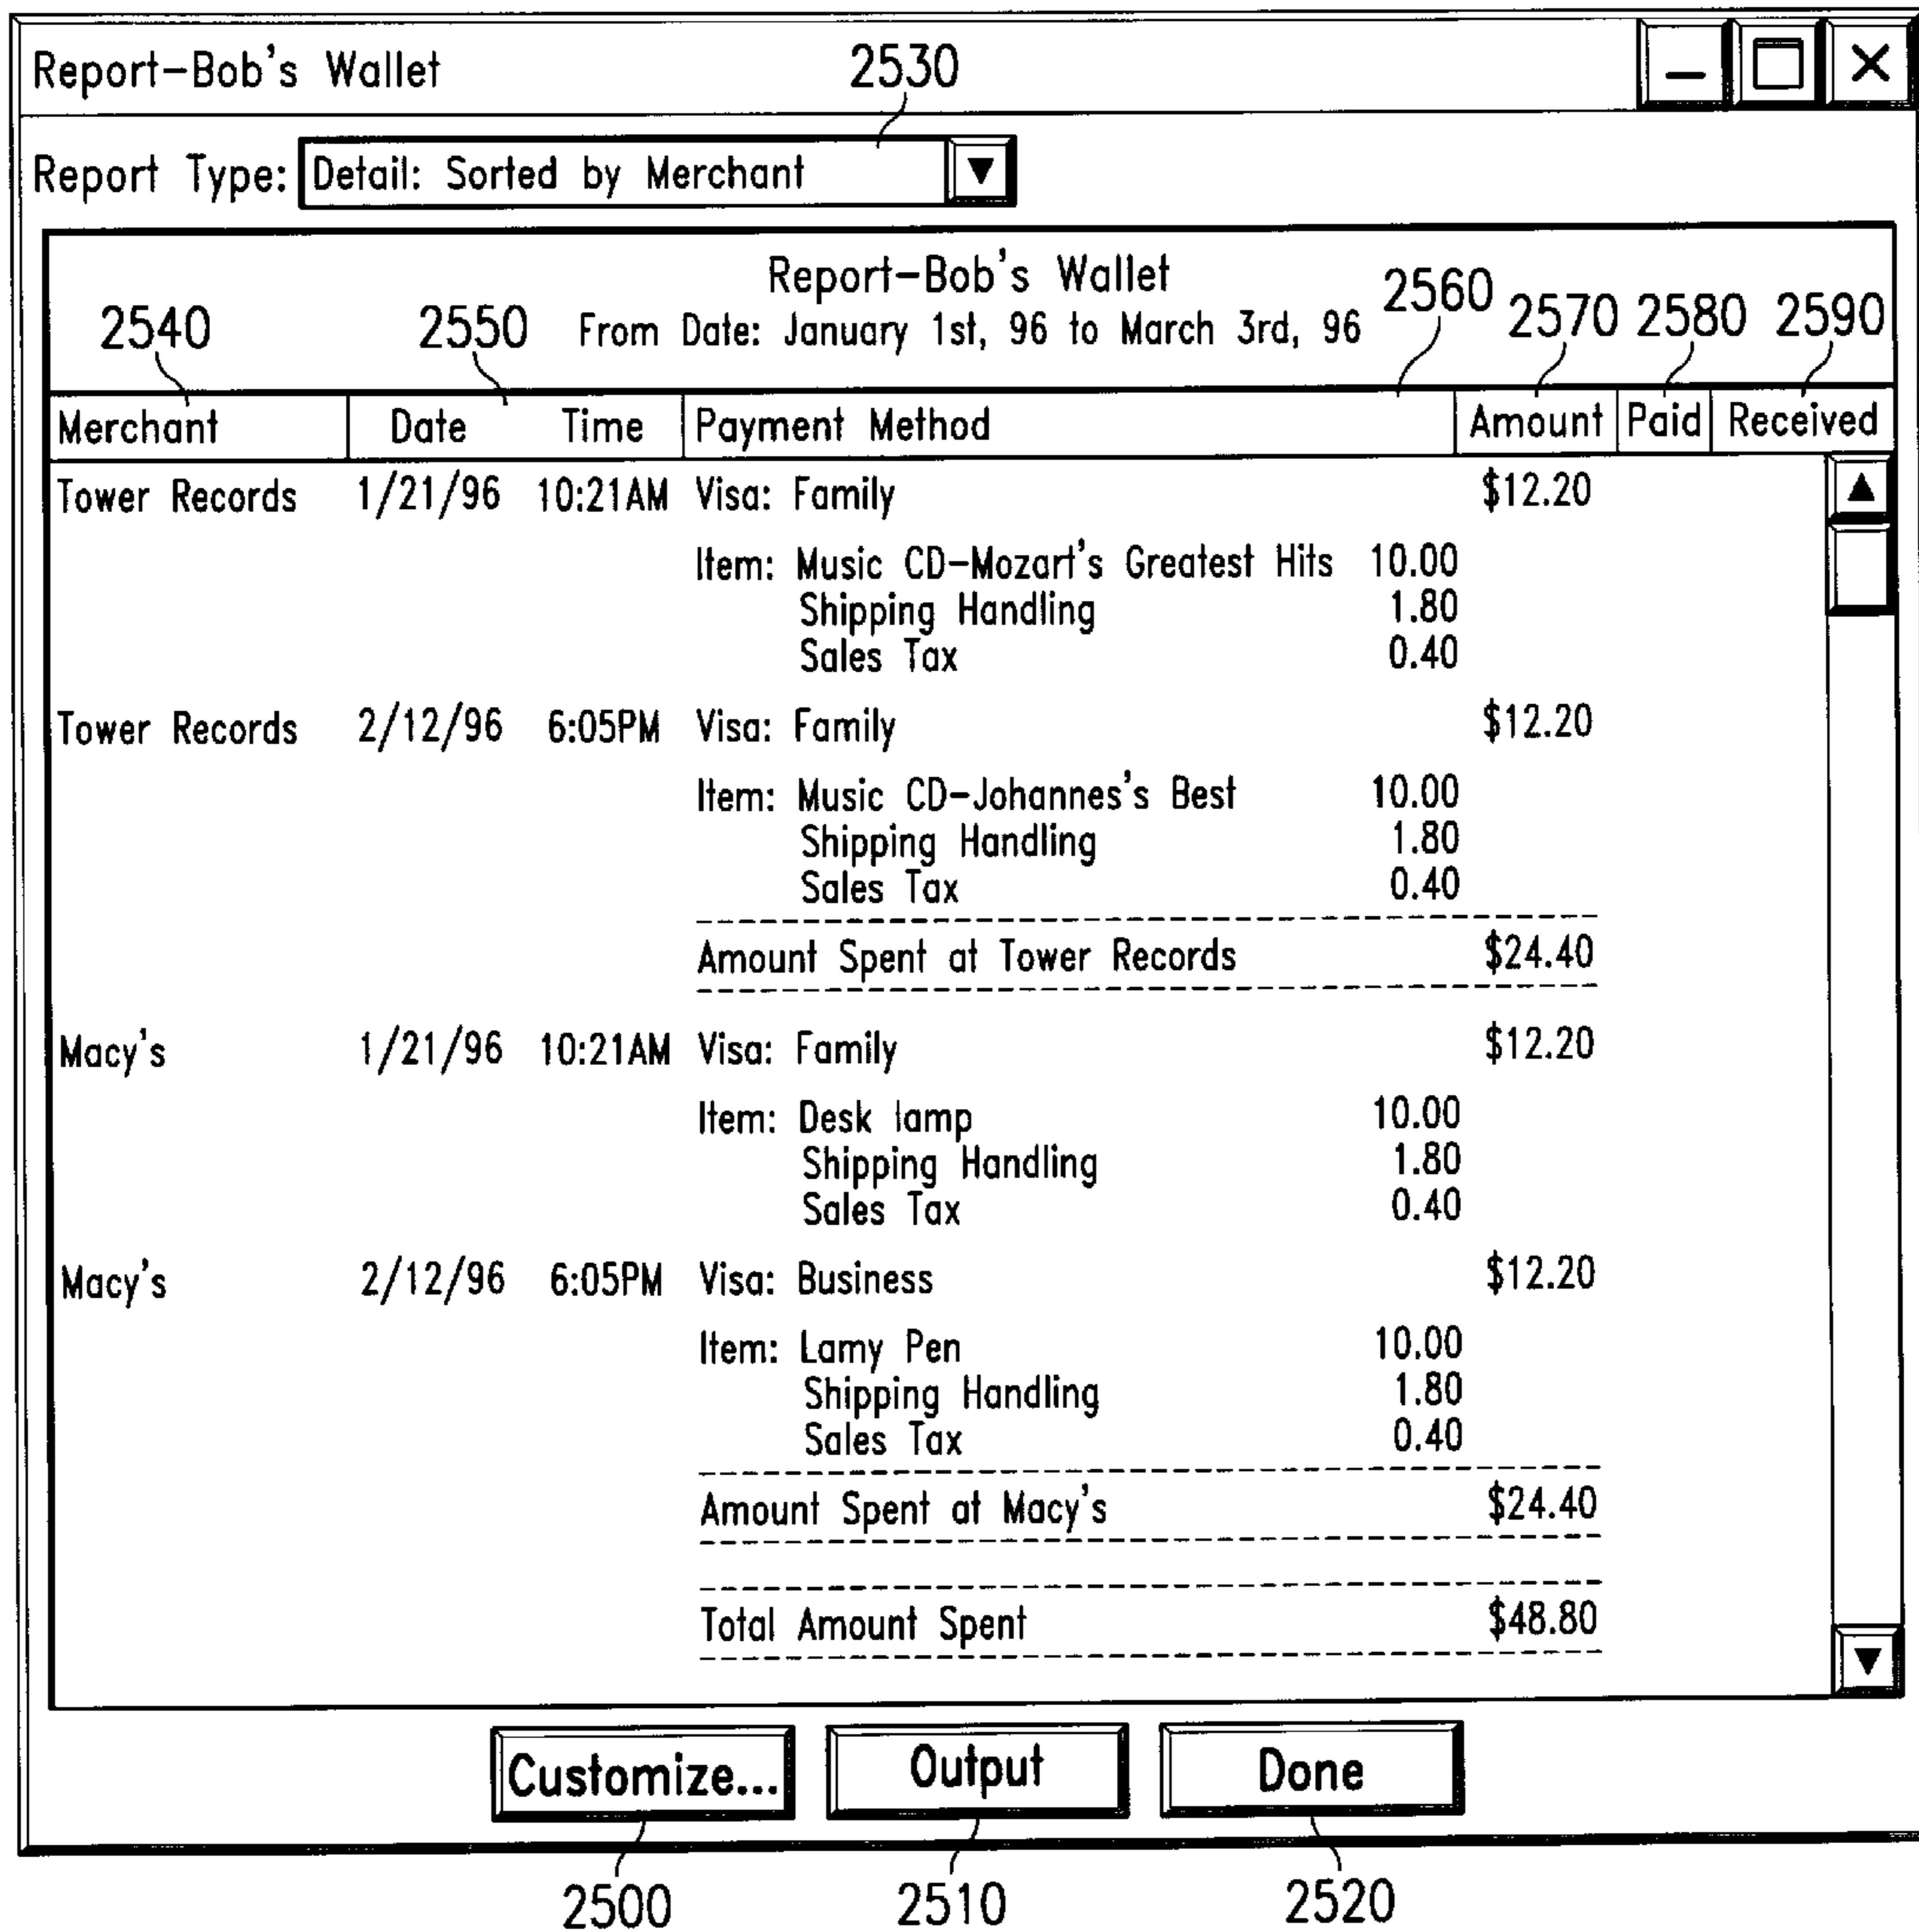 Report-Bob's Wallet 2530
Report Type: Detail: Sorted by Merchant
Report-Bob's Wallet
From Date: January 1st, 96 to March 3rd, 96
2540 2550 2560 2570 2580 2590
Merchant Date Time Payment Method Amount Paid Received
Tower Records 1/21/96 10:21AM Visa: Family $12.20
Item: Music CD-Mozart's Greatest Hits 10.00
Shipping Handling 1.80
Sales Tax 0.40
Tower Records 2/12/96 6:05PM Visa: Family $12.20
Item: Music CD-Johannes's Best 10.00
Shipping Handling 1.80
Sales Tax 0.40
Amount Spent at Tower Records $24.40
Macy's 1/21/96 10:21AM Visa: Family $12.20
Item: Desk lamp 10.00
Shipping Handling 1.80
Sales Tax 0.40
Macy's 2/12/96 6:05PM Visa: Business $12.20
Item: Lamy Pen 10.00
Shipping Handling 1.80
Sales Tax 0.40
Amount Spent at Macy's $24.40
Total Amount Spent $48.80
Customize... Output Done
2500 2510 2520